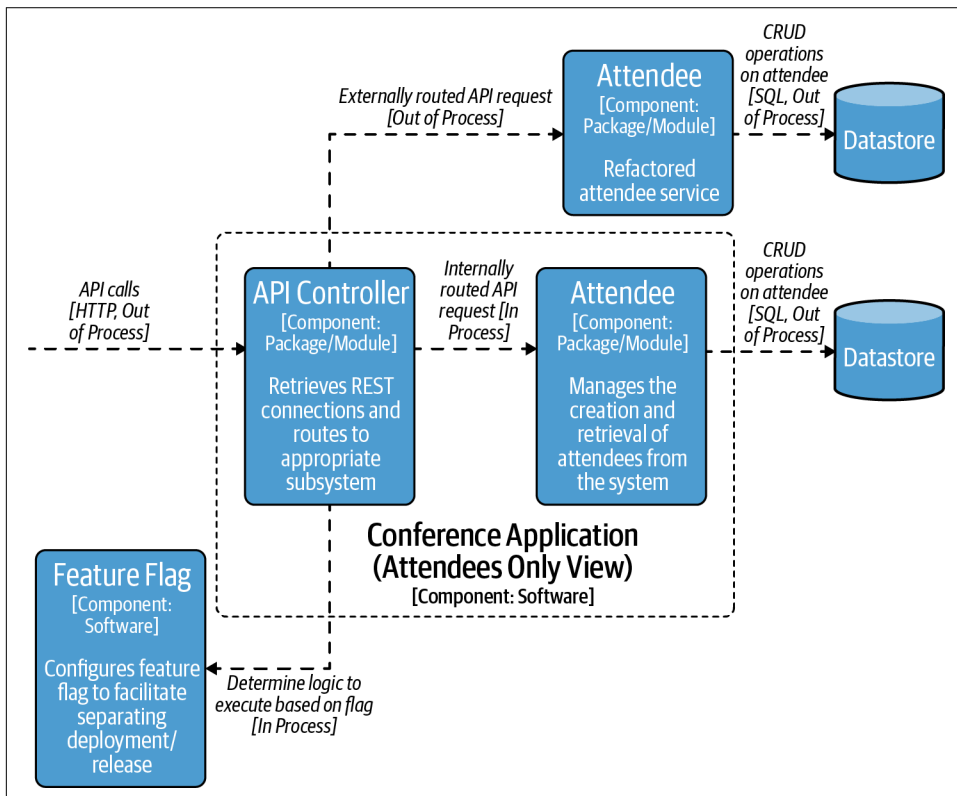 CRUD
operations
on attendee
[SQL, Out
of Process]
Attendee
[Component:
Package/Module]
Refactored
attendee service
Externally routed API request
[Out of Process]
Datastore
API calls
[HTTP, Out
of Process]
API Controller
[Component:
Package/Module]
Retrieves REST
connections and
routes to
appropriate
subsystem
Internally
routed API
request [In
Process]
Attendee
[Component:
Package/Module]
Manages the
creation and
retrieval of
attendees from
the system
CRUD
operations
on attendee
[SQL, Out
of Process]
Datastore
Conference Application
(Attendees Only View)
[Component: Software]
Feature Flag
[Component:
Software]
Configures feature
flag to facilitate
separating
deployment/
release
Determine logic to
execute based on flag
[In Process]